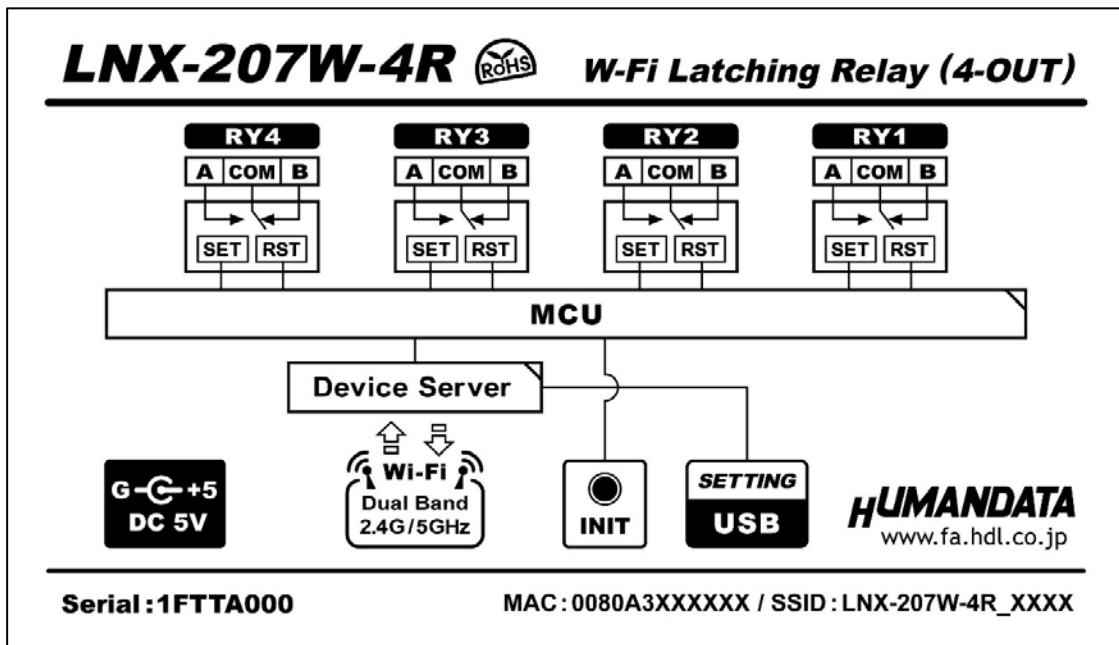 LNX-207W-4R RoHS W-Fi Latching Relay (4-OUT)
RY4 RY3 RY2 RY1
A COM B A COM B A COM B A COM B
SET RST SET RST SET RST SET RST
MCU
Device Server
Wi-Fi
Dual Band
2.4G/5GHz
G +5
DC 5V
INIT
SETTING
USB
HUMANDATA
www.fa.hdl.co.jp
Serial:1FTTA000 MAC:0080A3XXXXXX / SSID:LNX-207W-4R_XXXX